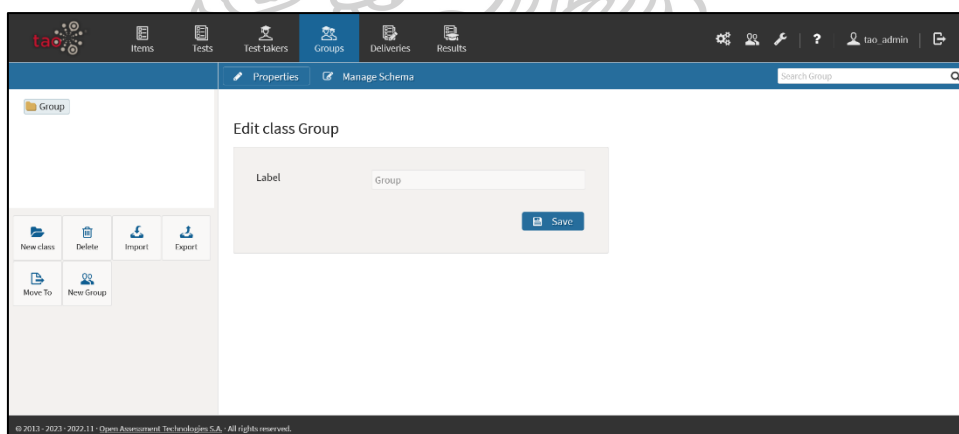 tao
Items
Tests
Test-takers
Groups
Deliveries
Results
?
tao_admin
Properties
Manage Schema
Search Group
Group
Edit class Group
Label
Group
Save
New class
Delete
Import
Export
Move To
New Group
© 2013 - 2023 · 2022.11 · Open Assessment Technologies S.A. · All rights reserved.